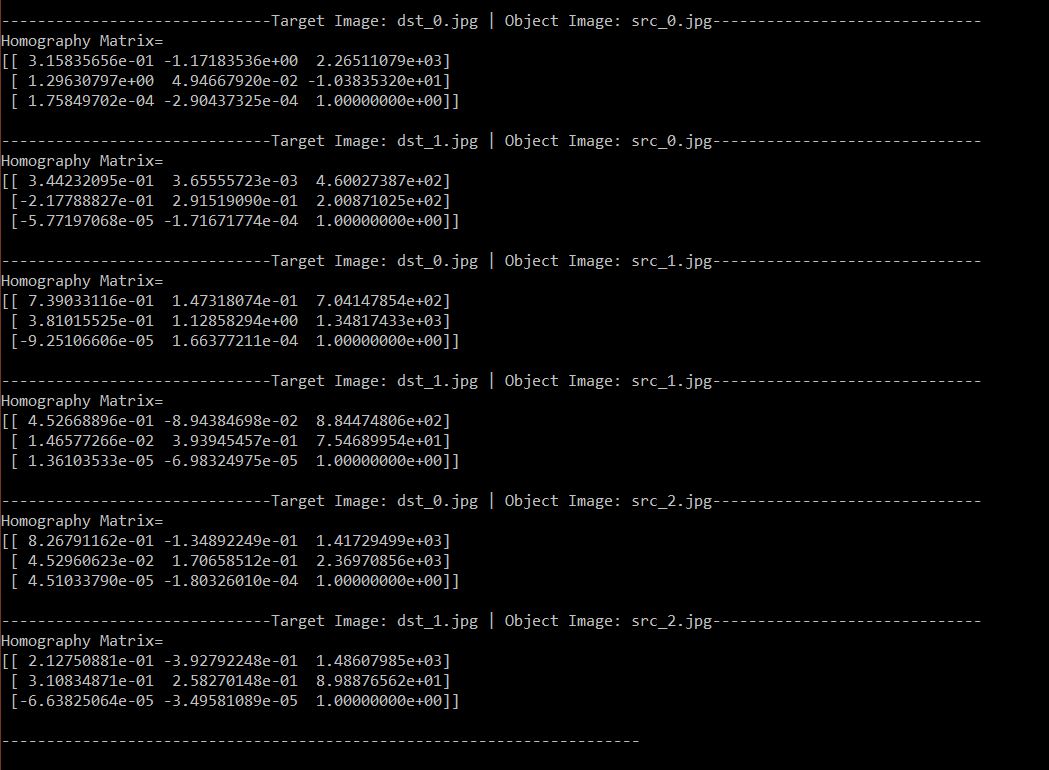 ------------------------------Target Image: dst_0.jpg | Object Image: src_0.jpg------------------------------
Homography Matrix=
[[ 3.15835656e-01 -1.17183536e+00  2.26511079e+03]
 [ 1.29630797e+00  4.94667920e-02 -1.03835320e+01]
 [ 1.75849702e-04 -2.90437325e-04  1.00000000e+00]]
------------------------------Target Image: dst_1.jpg | Object Image: src_0.jpg------------------------------
Homography Matrix=
[[ 3.44232095e-01  3.65555723e-03  4.60027387e+02]
 [-2.17788827e-01  2.91519090e-01  2.00871025e+02]
 [-5.77197068e-05 -1.71671774e-04  1.00000000e+00]]
------------------------------Target Image: dst_0.jpg | Object Image: src_1.jpg------------------------------
Homography Matrix=
[[ 7.39033116e-01  1.47318074e-01  7.04147854e+02]
 [ 3.81015525e-01  1.12858294e+00  1.34817433e+03]
 [-9.25106606e-05  1.66377211e-04  1.00000000e+00]]
------------------------------Target Image: dst_1.jpg | Object Image: src_1.jpg------------------------------
Homography Matrix=
[[ 4.52668896e-01 -8.94384698e-02  8.84474806e+02]
 [ 1.46577266e-02  3.93945457e-01  7.54689954e+01]
 [ 1.36103533e-05 -6.98324975e-05  1.00000000e+00]]
------------------------------Target Image: dst_0.jpg | Object Image: src_2.jpg------------------------------
Homography Matrix=
[[ 8.26791162e-01 -1.34892249e-01  1.41729499e+03]
 [ 4.52960623e-02  1.70658512e-01  2.36970856e+03]
 [ 4.51033790e-05 -1.80326010e-04  1.00000000e+00]]
------------------------------Target Image: dst_1.jpg | Object Image: src_2.jpg------------------------------
Homography Matrix=
[[ 2.12750881e-01 -3.92792248e-01  1.48607985e+03]
 [ 3.10834871e-01  2.58270148e-01  8.98876562e+01]
 [-6.63825064e-05 -3.49581089e-05  1.00000000e+00]]
-----------------------------------------------------------------------